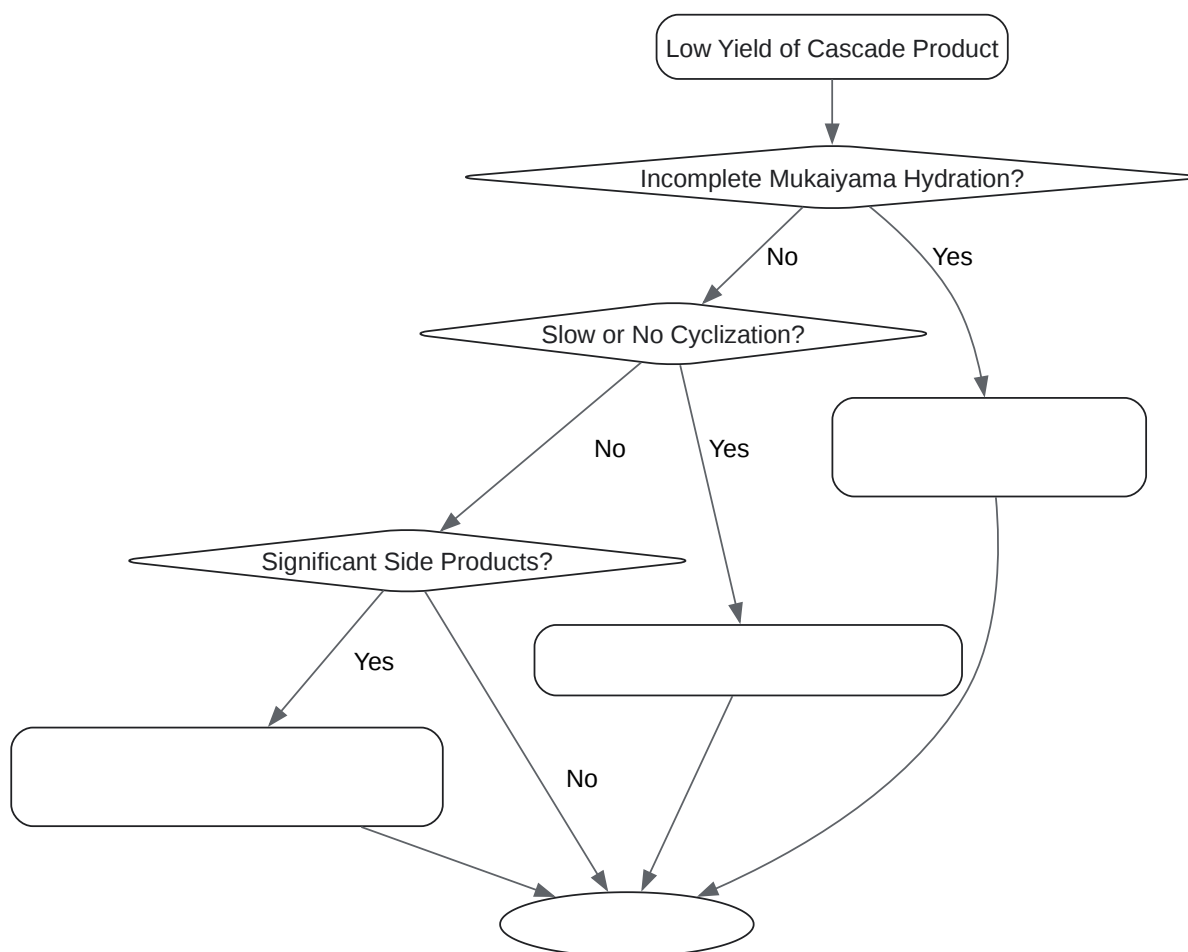 Low Yield of Cascade Product
Incomplete Mukaiyama Hydration?
No
Yes
Slow or No Cyclization?
No
Yes
Significant Side Products?
Yes
No